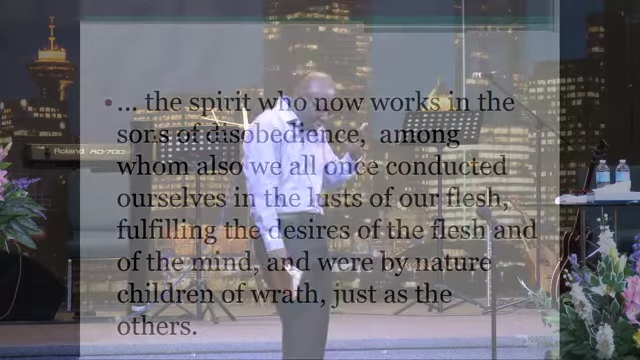 ... the spirit who now works in the
sons of disobedience, among
whom also we all once conducted
ourselves in the lusts of our flesh,
fulfilling the desires of the flesh and
of the mind, and were by nature
children of wrath, just as the
others.
Roland RD-700